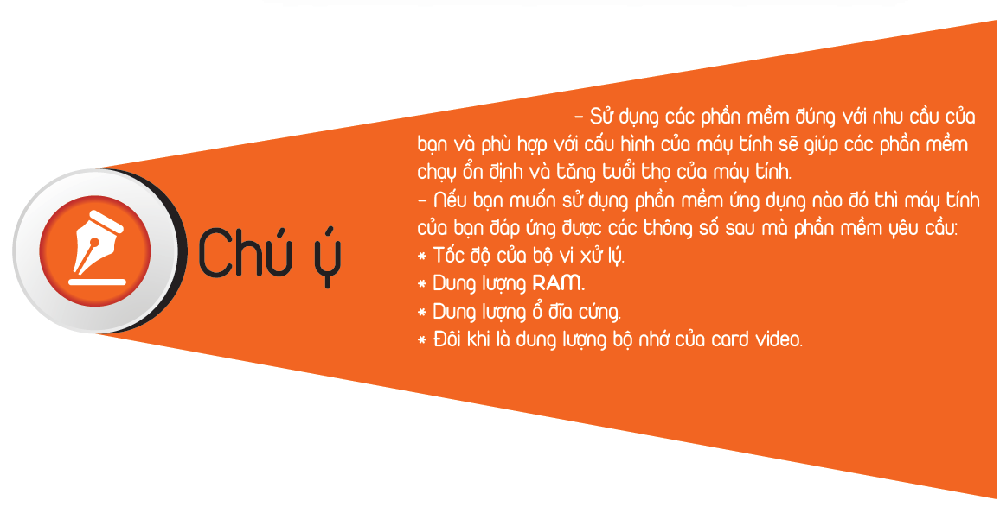 – Sử dụng các phần mềm đúng với nhu cầu của
bạn và phù hợp với cấu hình của máy tính sẽ giúp các phần mềm
chạy ổn định và tăng tuổi thọ của máy tính.
– Nếu bạn muốn sử dụng phần mềm ứng dụng nào đó thì máy tính
của bạn đáp ứng được các thông số sau mà phần mềm yêu cầu:
* Tốc độ của bộ vi xử lý.
* Dung lượng RAM.
* Dung lượng ổ đĩa cứng.
* Đôi khi là dung lượng bộ nhớ của card video.
Chú ý